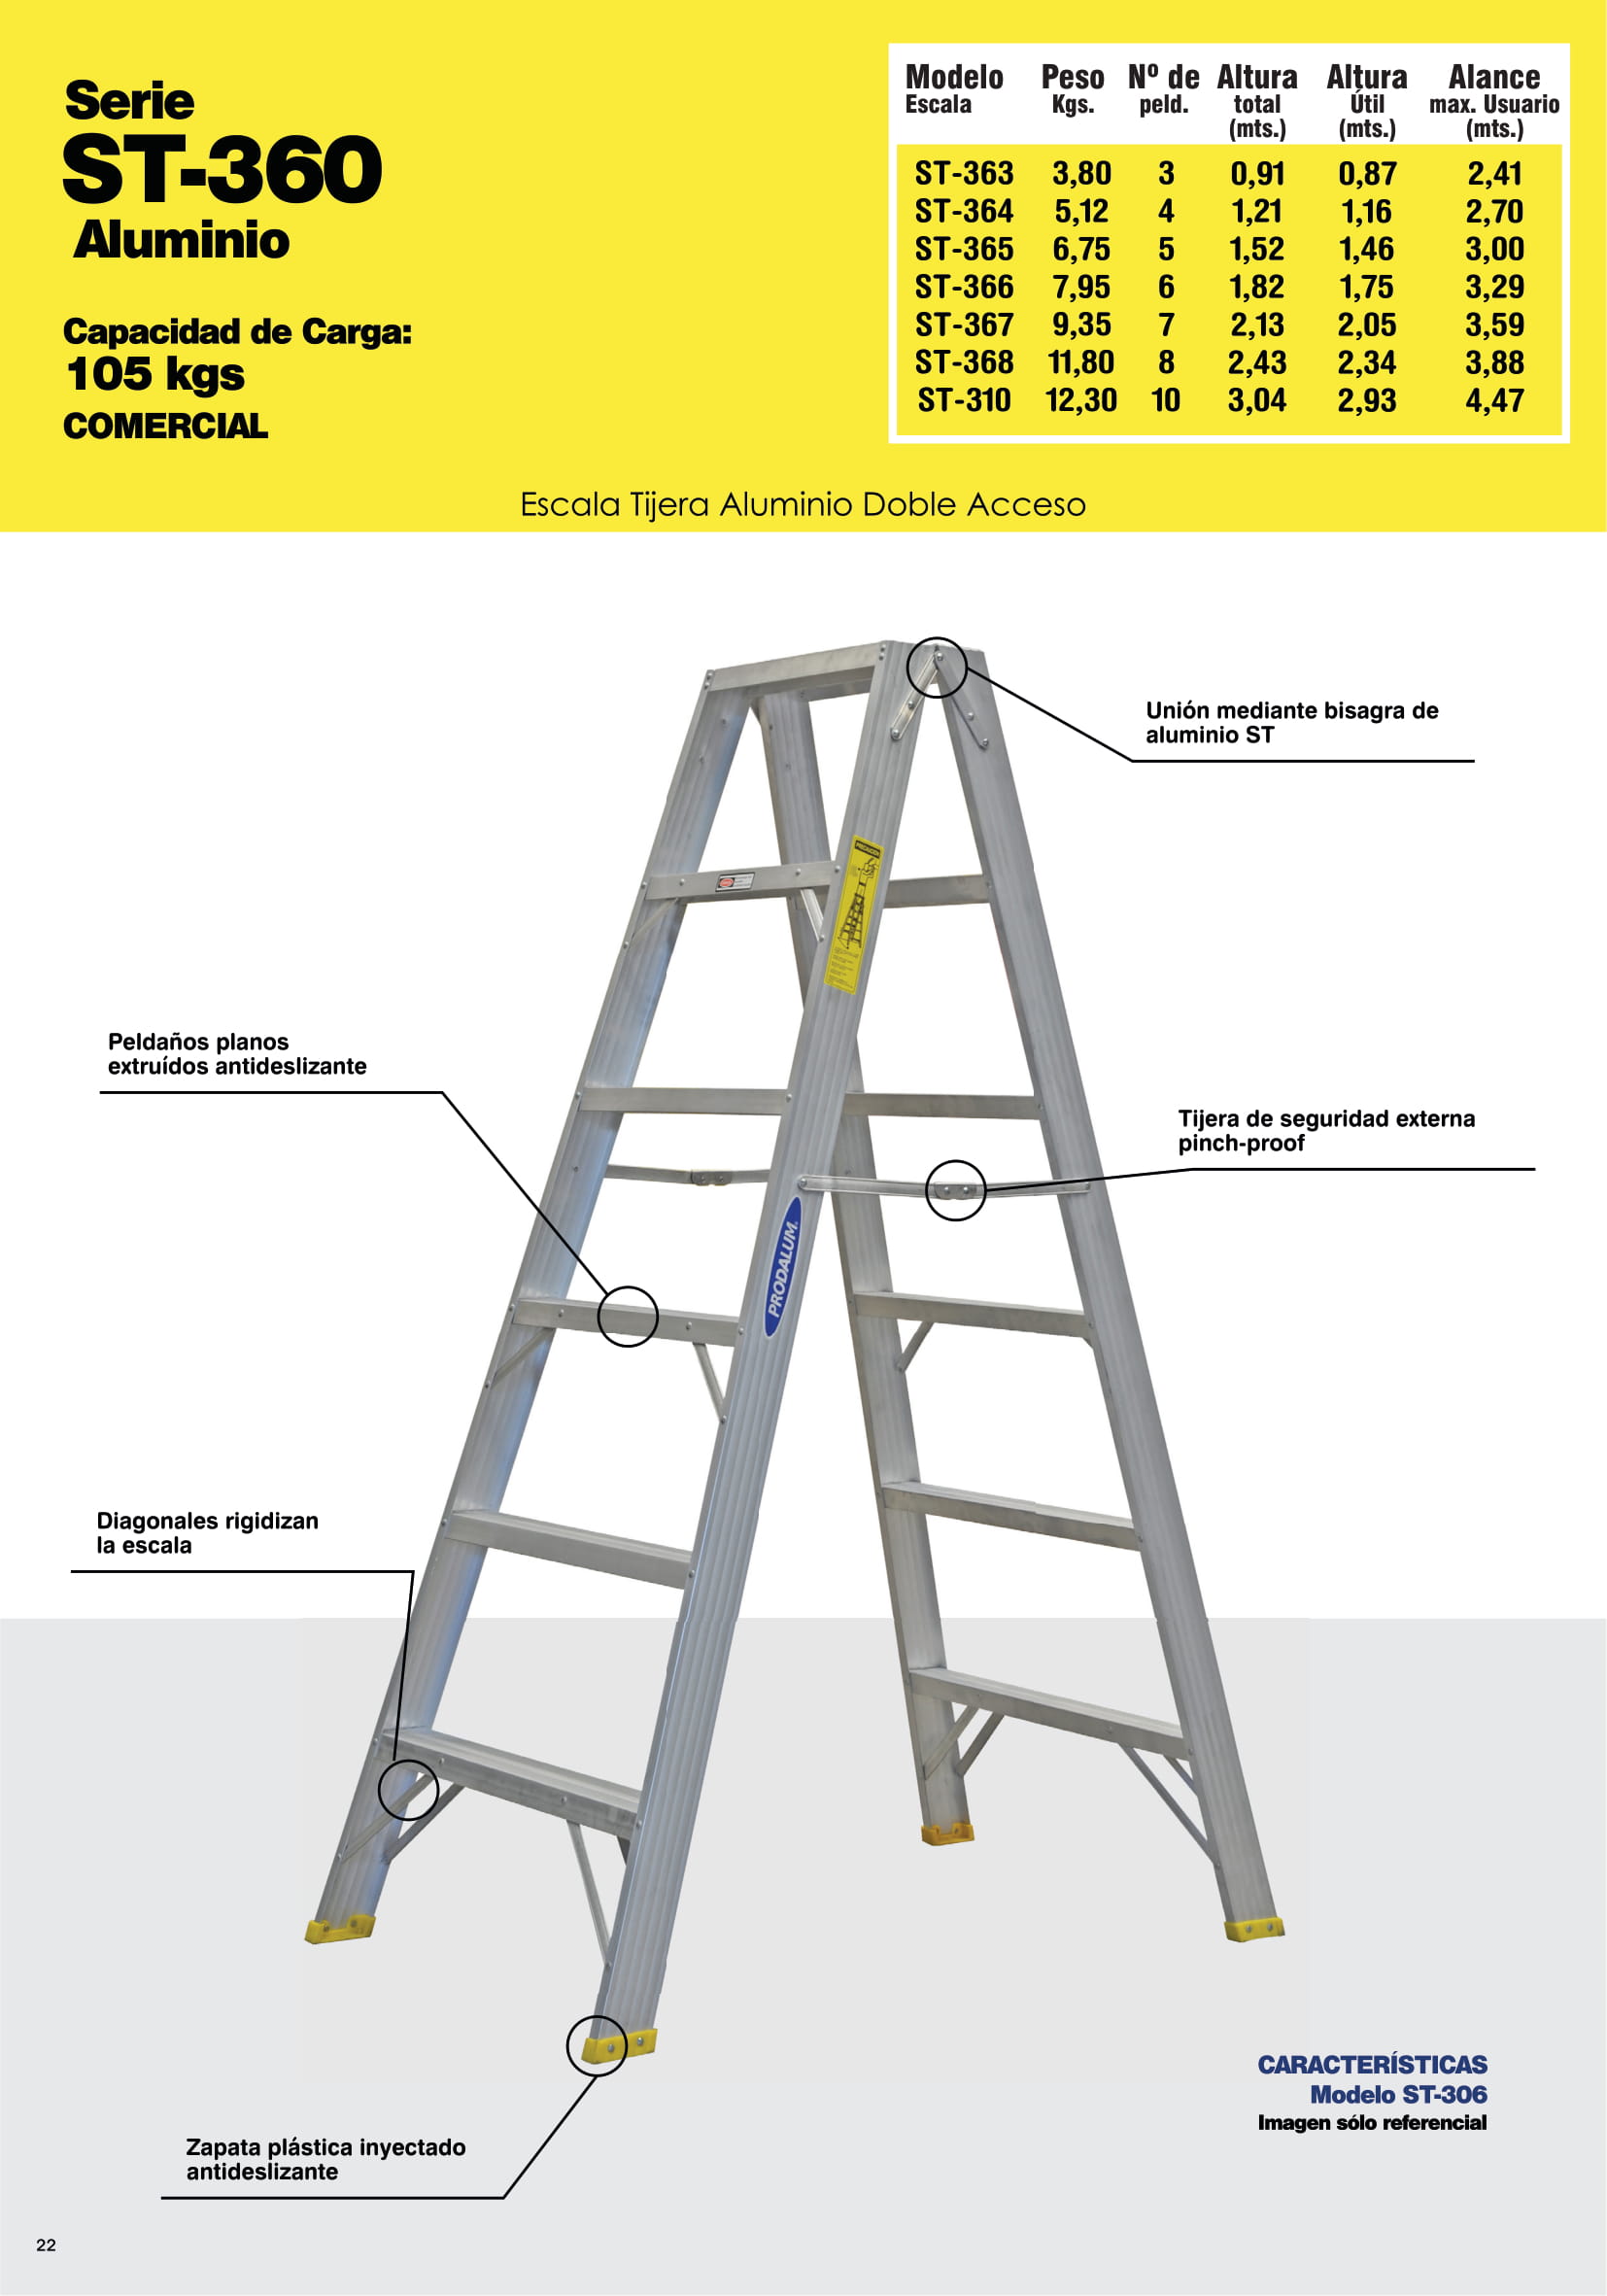 Serie
ST-360
Aluminio
Capacidad de Carga:
105 kgs
COMERCIAL
Modelo Peso Nº de Altura Altura Alance
Escala Kgs. peld. total Útil max. Usuario
(mts.) (mts.) (mts.)
ST-363 3,80 3 0,91 0,87 2,41
ST-364 5,12 4 1,21 1,16 2,70
ST-365 6,75 5 1,52 1,46 3,00
ST-366 7,95 6 1,82 1,75 3,29
ST-367 9,35 7 2,13 2,05 3,59
ST-368 11,80 8 2,43 2,34 3,88
ST-310 12,30 10 3,04 2,93 4,47
Escala Tijera Aluminio Doble Acceso
Unión mediante bisagra de
aluminio ST
Peldaños planos
extruídos antideslizante
Tijera de seguridad externa
pinch-proof
PRODALUM
Diagonales rigidizan
la escala
CARACTERÍSTICAS
Modelo ST-306
Imagen sólo referencial
Zapata plástica inyectado
antideslizante
22